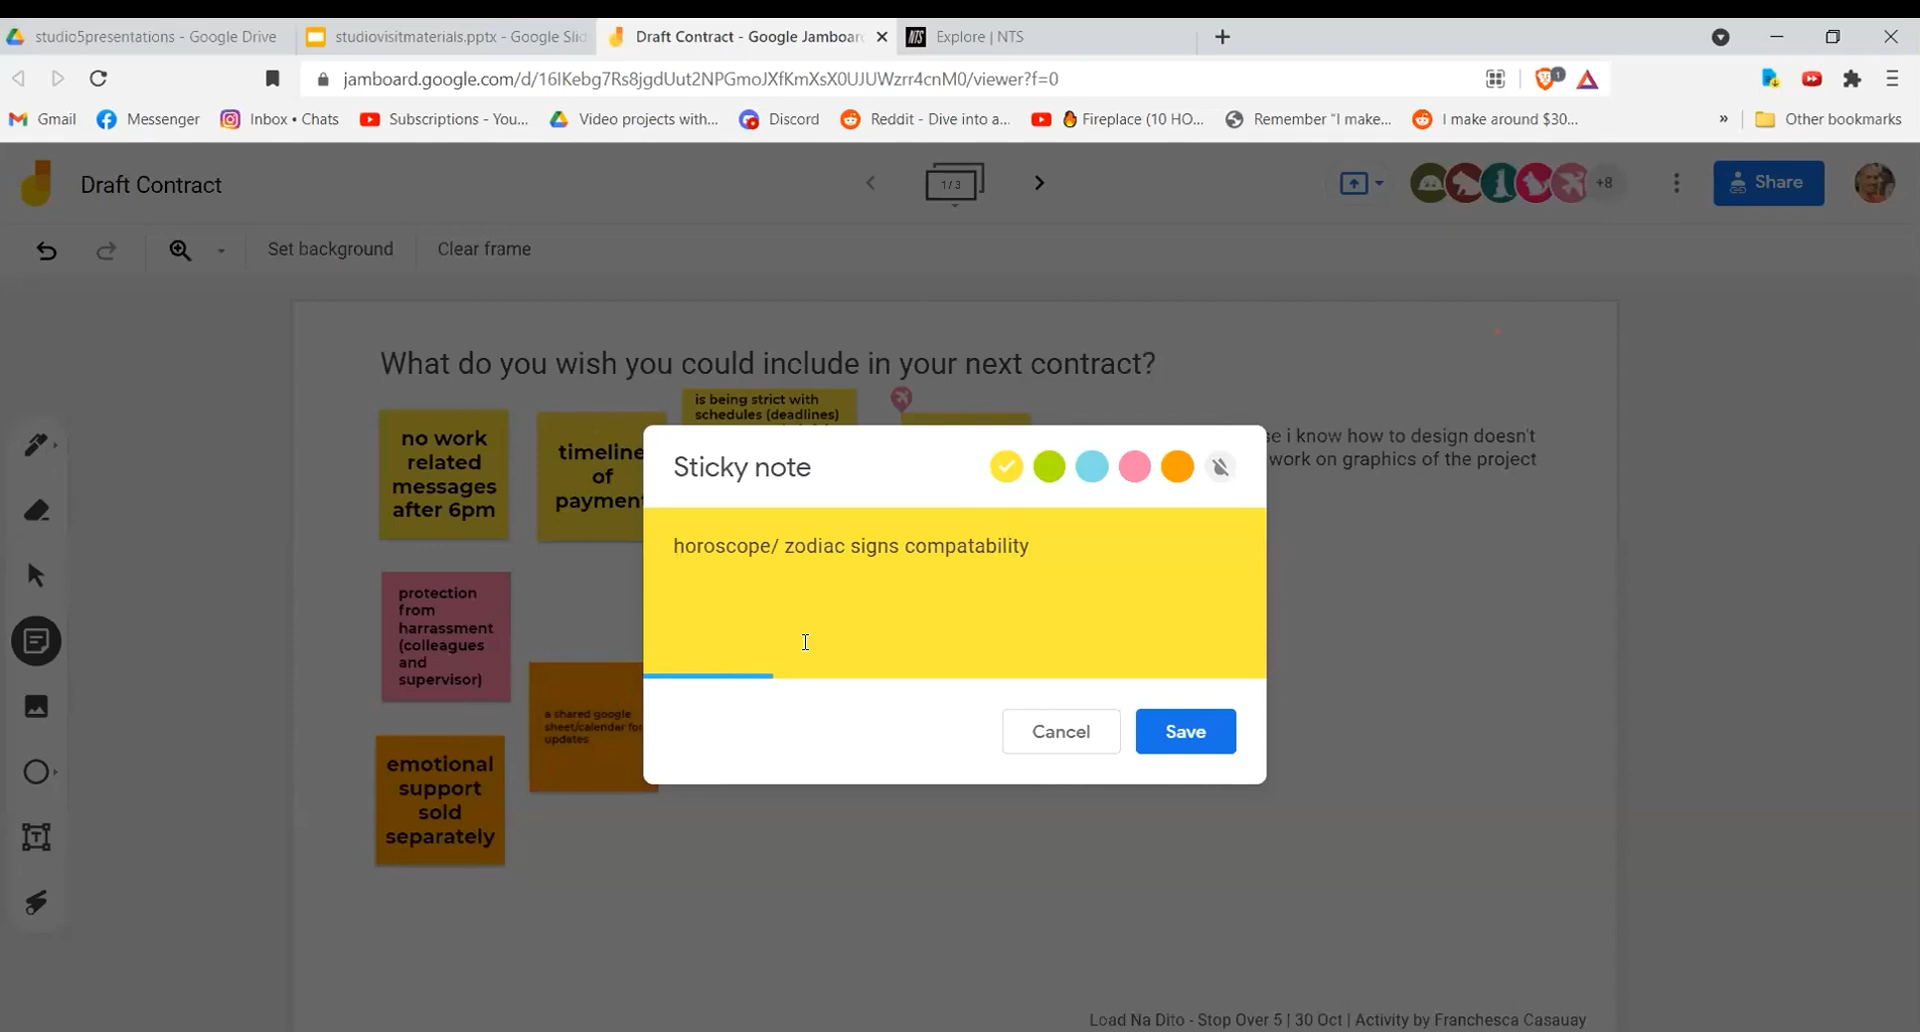 studio5presentations - Google Drive
studiovisitmaterials.pptx - Google Slid
Draft Contract - Google Jamboar
NTS
Explore | NTS
jamboard.google.com/d/16IKebg7Rs8jgdUut2NPGmoJXfKmXsX0UJUWzrr4cnM0/viewer?f=0
1
Gmail
Messenger
Inbox • Chats
Subscriptions - You...
Video projects with...
Discord
Reddit - Dive into a...
Fireplace (10 HO...
Remember "I make...
I make around $30...
»
Other bookmarks
Draft Contract
1/3
+8
Share
Set background
Clear frame
What do you wish you could include in your next contract?
no work
related
messages
after 6pm
timeline
of
payment
is being strict with
schedules (deadlines)
se i know how to design doesn't
work on graphics of the project
Sticky note
horoscope/ zodiac signs compatability
Cancel
Save
protection
from
harrassment
(colleagues
and
supervisor)
a shared google
sheet/calendar for
updates
emotional
support
sold
separately
Load Na Dito - Stop Over 5 | 30 Oct | Activity by Franchesca Casauay